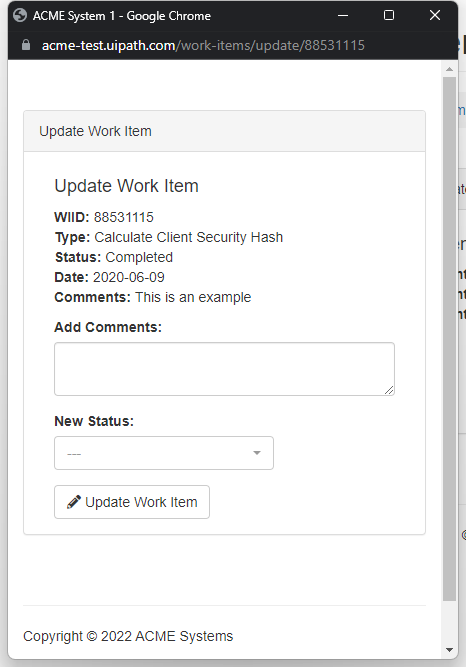 ACME System 1 - Google Chrome
acme-test.uipath.com/work-items/update/88531115
Update Work Item
Update Work Item
WIID: 88531115
Type: Calculate Client Security Hash
Status: Completed
Date: 2020-06-09
Comments: This is an example
Add Comments:
New Status:
---
Update Work Item
Copyright © 2022 ACME Systems